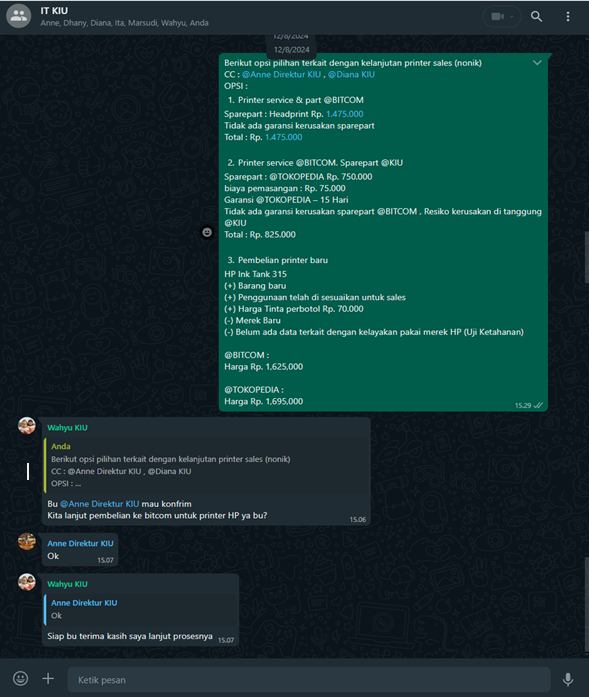 IT KIU
Anne, Dhany, Diana, Ita, Marsudi, Wahyu, Anda
12/8/2024
12/8/2024
Berikut opsi pilihan terkait dengan kelanjutan printer sales (nonik)
CC : @Anne Direktur KIU , @Diana KIU
OPSI :
1. Printer service & part @BITCOM
Sparepart : Headprint Rp. 1.475.000
Tidak ada garansi kerusakan sparepart
Total : Rp. 1.475.000
2. Printer service @BITCOM. Sparepart @KIU
Sparepart : @TOKOPEDIA Rp. 750.000
biaya pemasangan : Rp. 75.000
Garansi @TOKOPEDIA – 15 Hari
Tidak ada garansi kerusakan sparepart @BITCOM , Resiko kerusakan di tanggung
@KIU
Total : Rp. 825.000
3. Pembelian printer baru
HP Ink Tank 315
(+) Barang baru
(+) Penggunaan telah di sesuaikan untuk sales
(+) Harga Tinta perbotol Rp. 70.000
(-) Merek Baru
(-) Belum ada data terkait dengan kelayakan pakai merek HP (Uji Ketahanan)
@BITCOM :
Harga Rp. 1,625,000
@TOKOPEDIA :
Harga Rp. 1,695,000
15.29
Wahyu KIU
Anda
Berikut opsi pilihan terkait dengan kelanjutan printer sales (nonik)
CC : @Anne Direktur KIU , @Diana KIU
OPSI : ...
Bu @Anne Direktur KIU mau konfrim
Kita lanjut pembelian ke bitcom untuk printer HP ya bu?
15.06
Anne Direktur KIU
Ok
15.07
Wahyu KIU
Anne Direktur KIU
Ok
Siap bu terima kasih saya lanjut prosesnya
15.07
Ketik pesan